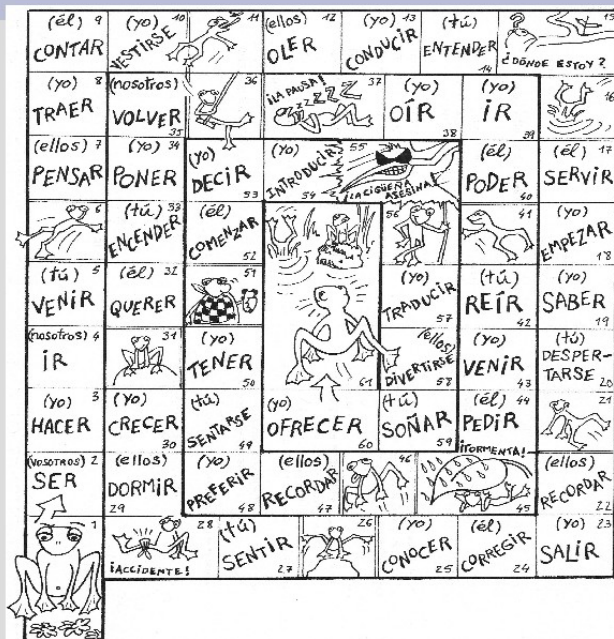 (él) 9 (yo) 10 11 (ellos) 12 (yo) 13 (tú) 15
CONTAR VESTIRSE OLER CONDUCIR ENTENDER 14 ¿DÓNDE ESTOY?
(yo) 8 (nosotros) 36 ¡LA PAUSA! 37 (yo) (yo) 16
TRAER VOLVER 35 ZZZZZZ OÍR 38 IR 39
(ellos) 7 (yo) 34 (yo) (yo) 55 (él) (él) 17
PENSAR PONER DECIR 53 INTRODUCIR 54 ¡LA CIGÜEÑA ASESINA! PODER 40 SERVIR
6 (tú) 33 (él) 56 41 (yo)
ENCENDER COMENZAR 52 EMPEZAR 18
(tú) 5 (él) 32 51 (yo) (tú) (yo)
VENIR QUERER TRADUCIR 57 REÍR 42 SABER 19
(nosotros) 4 31 (yo) (ellos) (yo) (tú)
IR TENER 50 61 DIVERTIRSE 58 VENIR 43 DESPER-
TARSE 20
(yo) 3 (yo) (tú) (yo) (tú) (él) 44 21
HACER CRECER 30 SENTARSE 49 OFRECER 60 SOÑAR 59 PEDIR
(VOSOTROS) 2 (ellos) (yo) (ellos) 46 ¡TORMENTA! (ellos)
SER DORMIR 29 PREFERIR 48 RECORDAR 47 45 RECORDAR 22
1 28 (tú) 26 (yo) (él) (yo) 23
¡ACCIDENTE! SENTIR 27 CONOCER 25 CORREGIR 24 SALIR